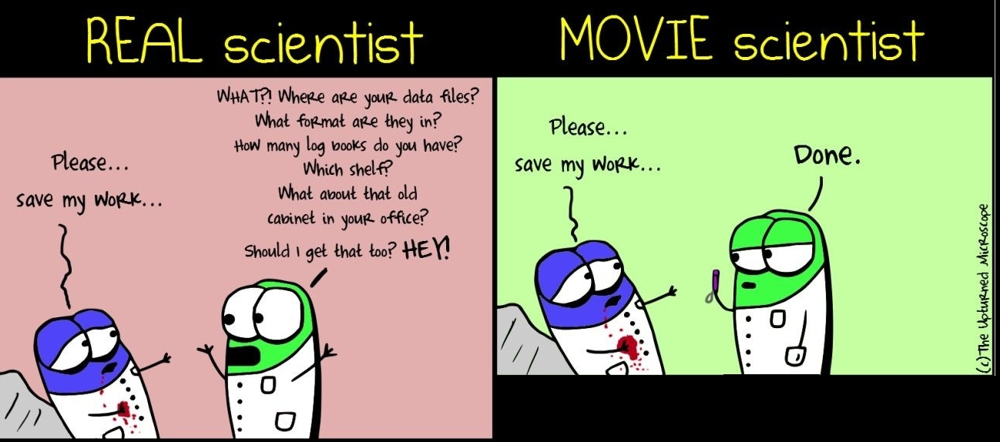 REAL scientist
Please...
save my work...
WHAT?! Where are your data files?
What format are they in?
How many log books do you have?
Which shelf?
What about that old
cabinet in your office?
Should I get that too? HEY!
MOVIE scientist
Please...
save my work...
Done.
(c) The Upturned Microscope